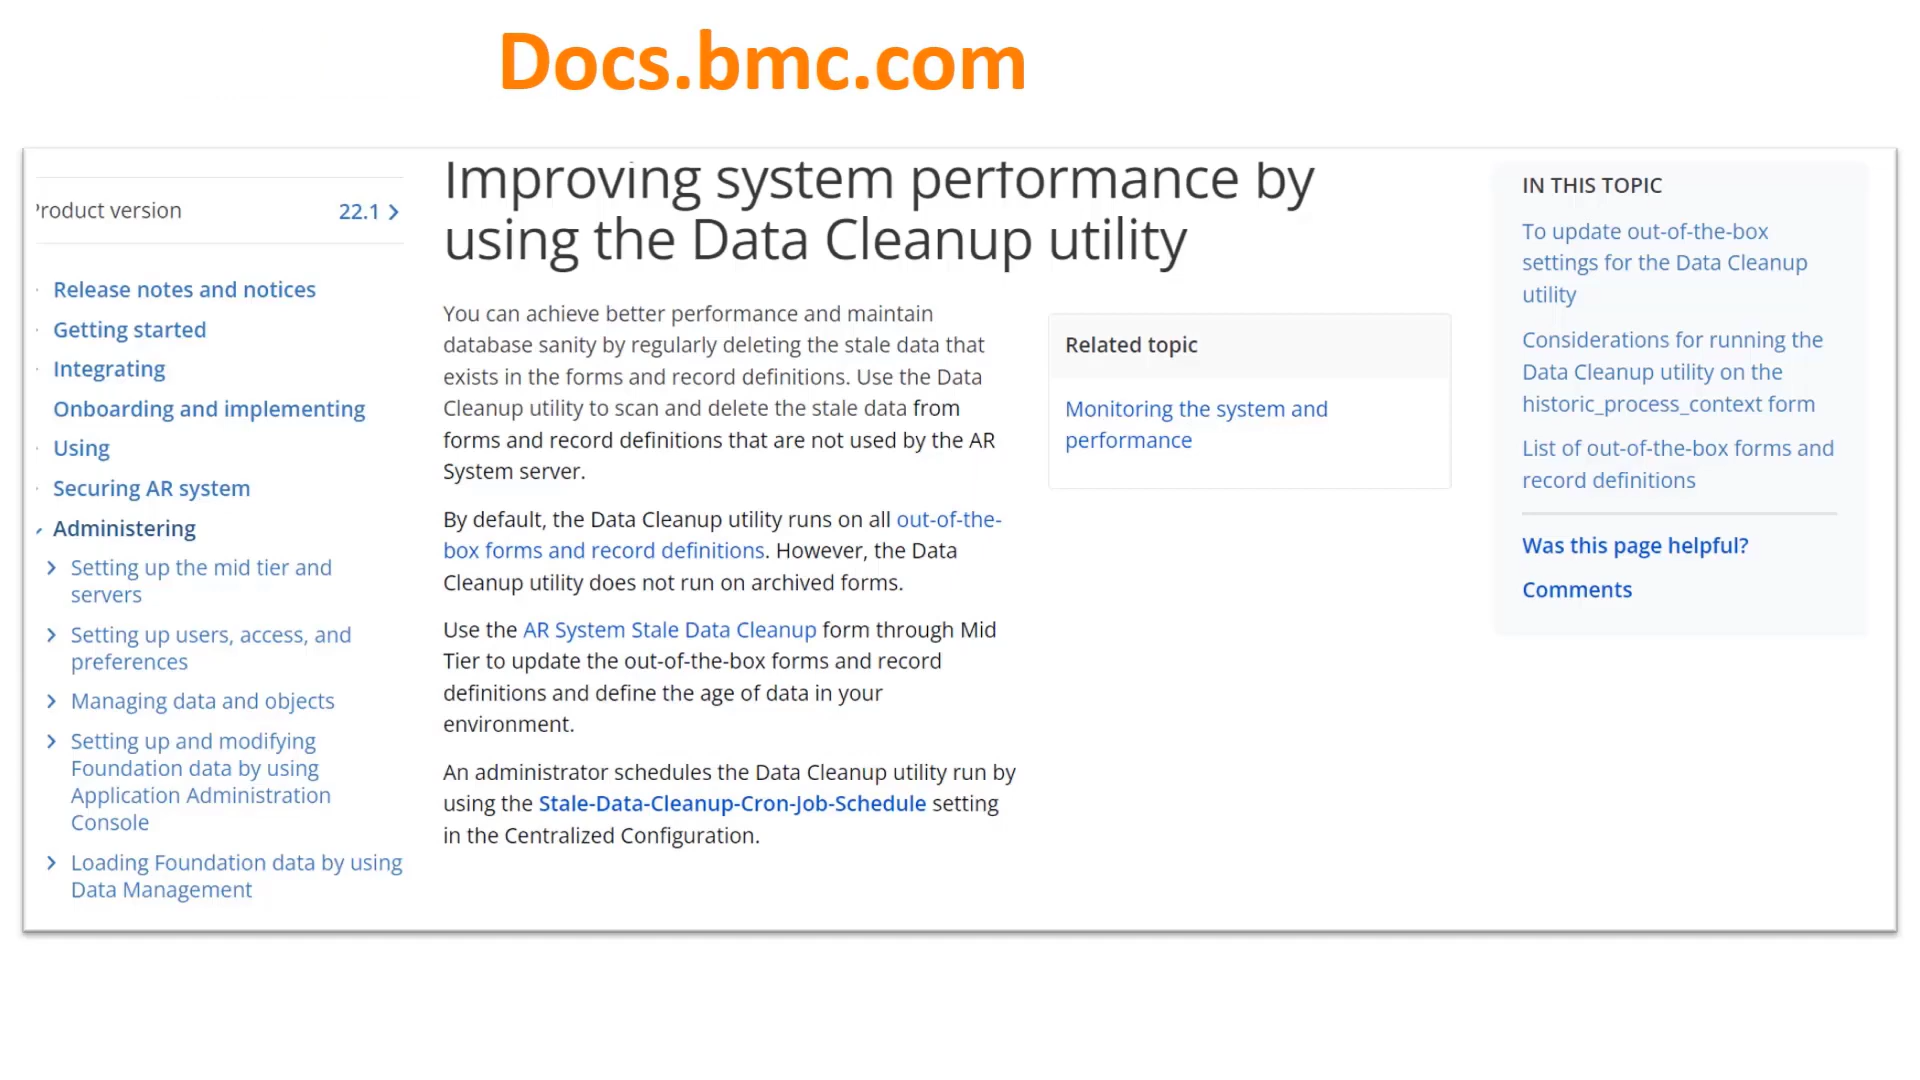 Docs.bmc.com
Product version
22.1
Release notes and notices
Getting started
Integrating
Onboarding and implementing
Using
Securing AR system
Administering
Setting up the mid tier and
servers
Setting up users, access, and
preferences
Managing data and objects
Setting up and modifying
Foundation data by using
Application Administration
Console
Loading Foundation data by using
Data Management
Improving system performance by
using the Data Cleanup utility
You can achieve better performance and maintain
database sanity by regularly deleting the stale data that
exists in the forms and record definitions. Use the Data
Cleanup utility to scan and delete the stale data from
forms and record definitions that are not used by the AR
System server.
By default, the Data Cleanup utility runs on all out-of-the-
box forms and record definitions. However, the Data
Cleanup utility does not run on archived forms.
Use the AR System Stale Data Cleanup form through Mid
Tier to update the out-of-the-box forms and record
definitions and define the age of data in your
environment.
An administrator schedules the Data Cleanup utility run by
using the Stale-Data-Cleanup-Cron-Job-Schedule setting
in the Centralized Configuration.
Related topic
Monitoring the system and
performance
IN THIS TOPIC
To update out-of-the-box
settings for the Data Cleanup
utility
Considerations for running the
Data Cleanup utility on the
historic_process_context form
List of out-of-the-box forms and
record definitions
Was this page helpful?
Comments